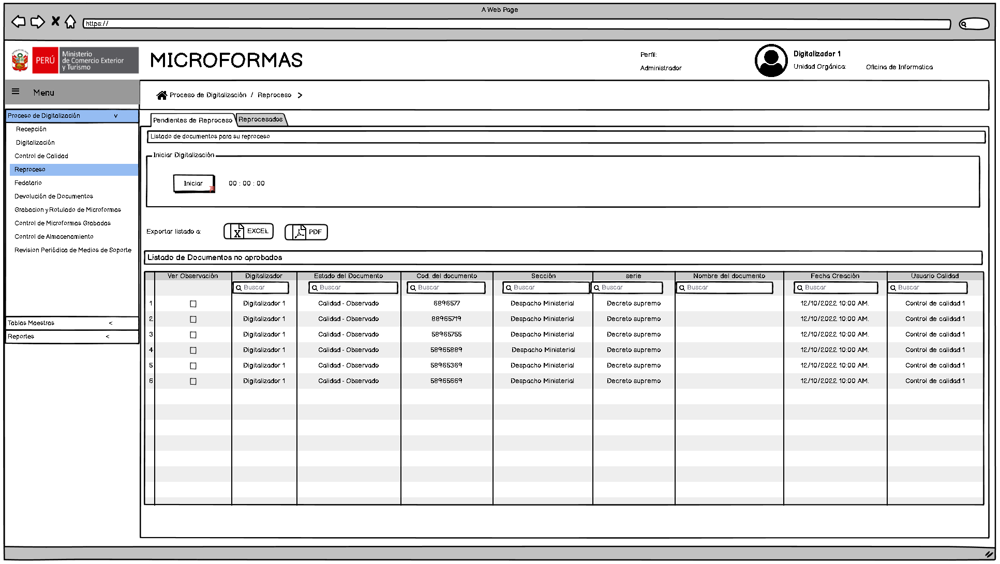 A Web Page
https://
PERÚ
Ministerio
de Comercio Exterior
y Turismo
MICROFORMAS
Perfil:
Administrador
Digitalizador 1
Unidad Orgánica: Oficina de Informatica
Menu
Proceso de Digitalización / Reproceso >
Proceso de Digitalización v
Recepción
Digitalización
Control de Calidad
Reproceso
Fedatario
Devolución de Documentos
Grabacion y Rotulado de Microformas
Control de Microformas Grabadas
Control de Almacenamiento
Revision Periódica de Medios de Soporte
Tablas Maestras <
Reportes <
Pendientes de Reproceso Reprocesados
Listado de documentos para su reproceso
Iniciar Digitalización
Iniciar 00 : 00 : 00
Exportar listado a: EXCEL PDF
Listado de Documentos no aprobados
Ver Observación Digitalizador Estado del Documento Cod. del documento Sección serie Nombre del documento Fecha Creación Usuario Calidad
Buscar Buscar Buscar Buscar Buscar Buscar Buscar Buscar
1 Digitalizador 1 Calidad - Observado 6896577 Despacho Ministerial Decreto supremo 12/10/2022 10:00 AM. Control de calidad 1
2 Digitalizador 1 Calidad - Observado 88965719 Despacho Ministerial Decreto supremo 12/10/2022 10:00 AM. Control de calidad 1
3 Digitalizador 1 Calidad - Observado 58965755 Despacho Ministerial Decreto supremo 12/10/2022 10:00 AM. Control de calidad 1
4 Digitalizador 1 Calidad - Observado 58965889 Despacho Ministerial Decreto supremo 12/10/2022 10:00 AM. Control de calidad 1
5 Digitalizador 1 Calidad - Observado 58965369 Despacho Ministerial Decreto supremo 12/10/2022 10:00 AM. Control de calidad 1
6 Digitalizador 1 Calidad - Observado 58965669 Despacho Ministerial Decreto supremo 12/10/2022 10:00 AM. Control de calidad 1